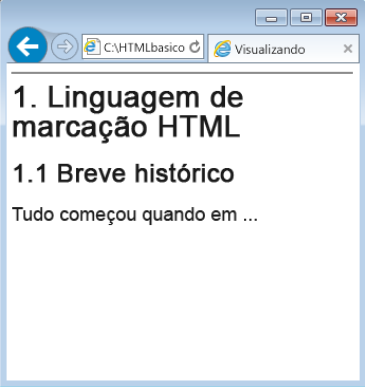 C:\HTMLbasico
Visualizando
1. Linguagem de
marcação HTML
1.1 Breve histórico
Tudo começou quando em ...